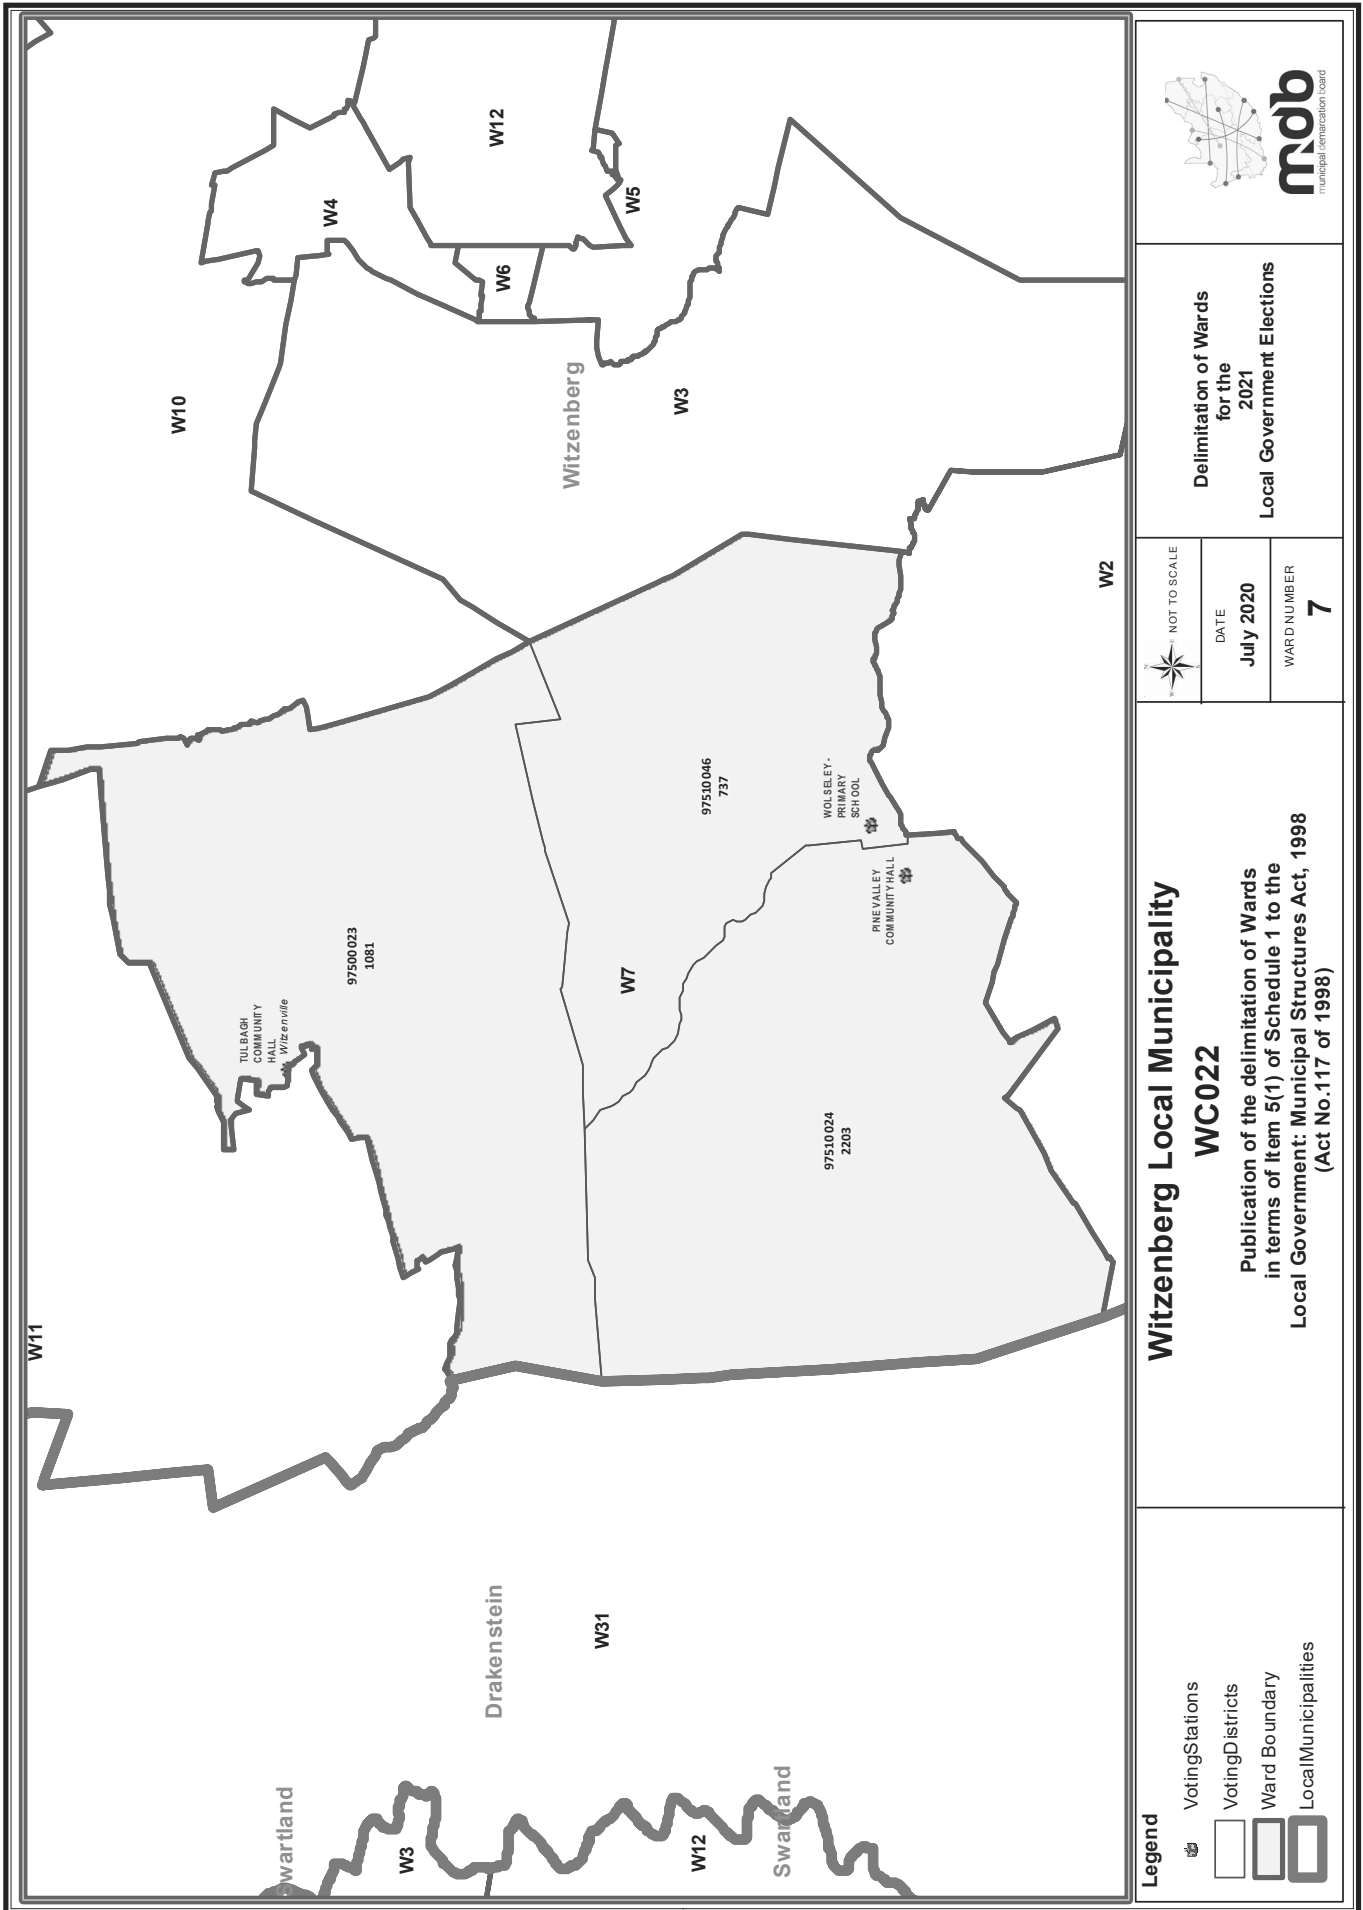 W11
W10
W4
W12
W5
W6
Witzenberg
W3
W2
97500023
1081
TULBAGH
COMMUNITY
HALL
Witzenville
97510046
737
WOLSELEY-
PRIMARY
SCHOOL
PINE VALLEY
COMMUNITY HALL
W7
97510024
2203
Drakenstein
W31
Swartland
W3
W12
Swartland
Legend
VotingStations
VotingDistricts
Ward Boundary
LocalMunicipalities
Witzenberg Local Municipality
WC022
Publication of the delimitation of Wards
in terms of Item 5(1) of Schedule 1 to the
Local Government: Municipal Structures Act, 1998
(Act No.117 of 1998)
N
E
S
W
NOT TO SCALE
DATE
July 2020
WARD NUMBER
7
Delimitation of Wards
for the
2021
Local Government Elections
mdb
municipal demarcation board